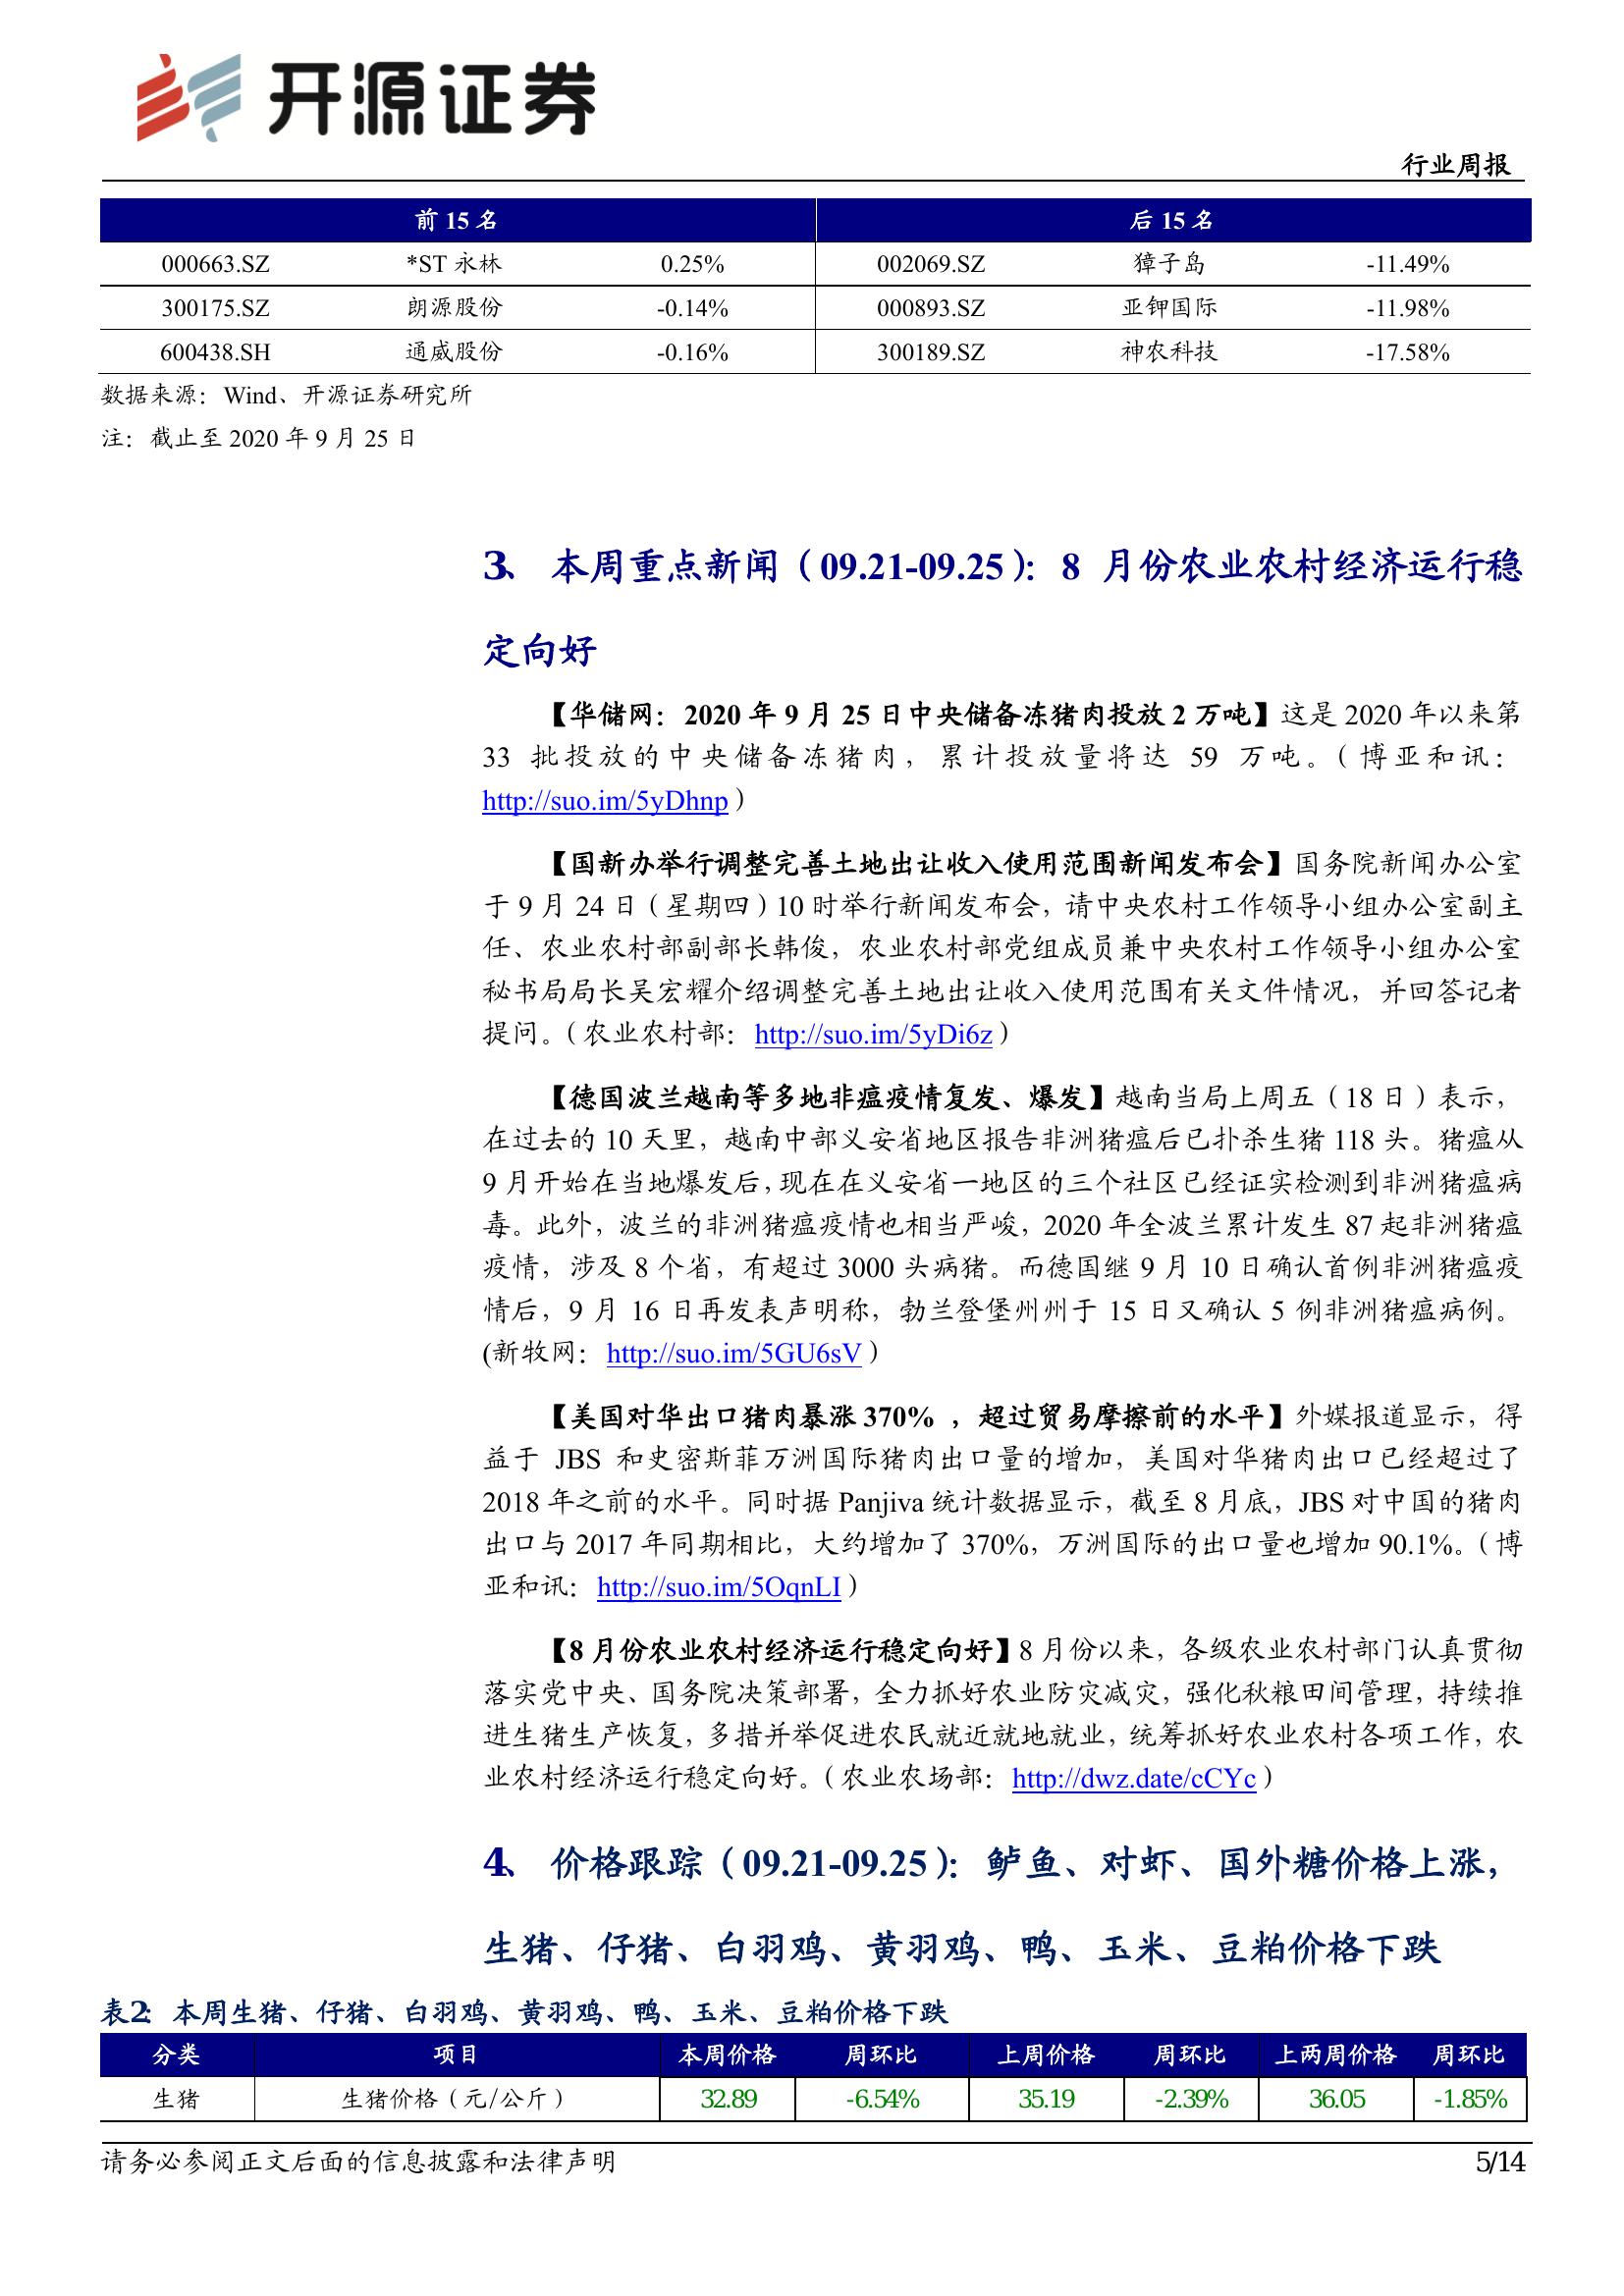 开源证券
行业周报
前 15 名 后 15 名
000663.SZ *ST 永林 0.25% 002069.SZ 獐子岛 -11.49%
300175.SZ 朗源股份 -0.14% 000893.SZ 亚钾国际 -11.98%
600438.SH 通威股份 -0.16% 300189.SZ 神农科技 -17.58%
数据来源：Wind、开源证券研究所
注：截止至 2020 年 9 月 25 日
3、 本周重点新闻（09.21-09.25）：8 月份农业农村经济运行稳
定向好
【华储网：2020 年 9 月 25 日中央储备冻猪肉投放 2 万吨】这是 2020 年以来第
33 批投放的中央储备冻猪肉，累计投放量将达 59 万吨。（博亚和讯：
http://suo.im/5yDhnp）
【国新办举行调整完善土地出让收入使用范围新闻发布会】国务院新闻办公室
于 9 月 24 日（星期四）10 时举行新闻发布会，请中央农村工作领导小组办公室副主
任、农业农村部副部长韩俊，农业农村部党组成员兼中央农村工作领导小组办公室
秘书局局长吴宏耀介绍调整完善土地出让收入使用范围有关文件情况，并回答记者
提问。（农业农村部：http://suo.im/5yDi6z）
【德国波兰越南等多地非瘟疫情复发、爆发】越南当局上周五（18 日）表示，
在过去的 10 天里，越南中部义安省地区报告非洲猪瘟后已扑杀生猪 118 头。猪瘟从
9 月开始在当地爆发后，现在在义安省一地区的三个社区已经证实检测到非洲猪瘟病
毒。此外，波兰的非洲猪瘟疫情也相当严峻，2020 年全波兰累计发生 87 起非洲猪瘟
疫情，涉及 8 个省，有超过 3000 头病猪。而德国继 9 月 10 日确认首例非洲猪瘟疫
情后，9 月 16 日再发表声明称，勃兰登堡州州于 15 日又确认 5 例非洲猪瘟病例。
(新牧网：http://suo.im/5GU6sV）
【美国对华出口猪肉暴涨 370% ，超过贸易摩擦前的水平】外媒报道显示，得
益于 JBS 和史密斯菲万洲国际猪肉出口量的增加，美国对华猪肉出口已经超过了
2018 年之前的水平。同时据 Panjiva 统计数据显示，截至 8 月底，JBS 对中国的猪肉
出口与 2017 年同期相比，大约增加了 370%，万洲国际的出口量也增加 90.1%。（博
亚和讯：http://suo.im/5OqnLI）
【8 月份农业农村经济运行稳定向好】8 月份以来，各级农业农村部门认真贯彻
落实党中央、国务院决策部署，全力抓好农业防灾减灾，强化秋粮田间管理，持续推
进生猪生产恢复，多措并举促进农民就近就地就业，统筹抓好农业农村各项工作，农
业农村经济运行稳定向好。（农业农场部：http://dwz.date/cCYc）
4、 价格跟踪（09.21-09.25）：鲈鱼、对虾、国外糖价格上涨，
生猪、仔猪、白羽鸡、黄羽鸡、鸭、玉米、豆粕价格下跌
表2： 本周生猪、仔猪、白羽鸡、黄羽鸡、鸭、玉米、豆粕价格下跌
分类 项目 本周价格 周环比 上周价格 周环比 上两周价格 周环比
生猪 生猪价格（元/公斤） 32.89 -6.54% 35.19 -2.39% 36.05 -1.85%
请务必参阅正文后面的信息披露和法律声明 5/14